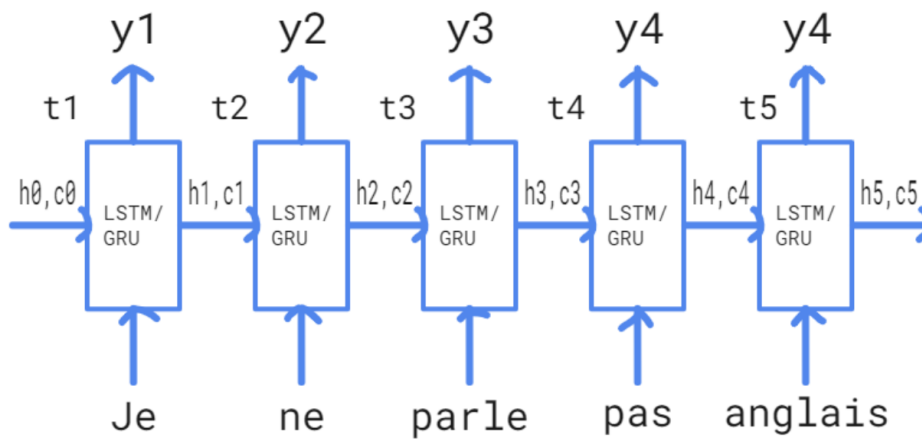 y1 y2 y3 y4 y4
t1 t2 t3 t4 t5
h0,c0 h1,c1 h2,c2 h3,c3 h4,c4 h5,c5
LSTM/ LSTM/ LSTM/ LSTM/ LSTM/
GRU GRU GRU GRU GRU
Je ne parle pas anglais